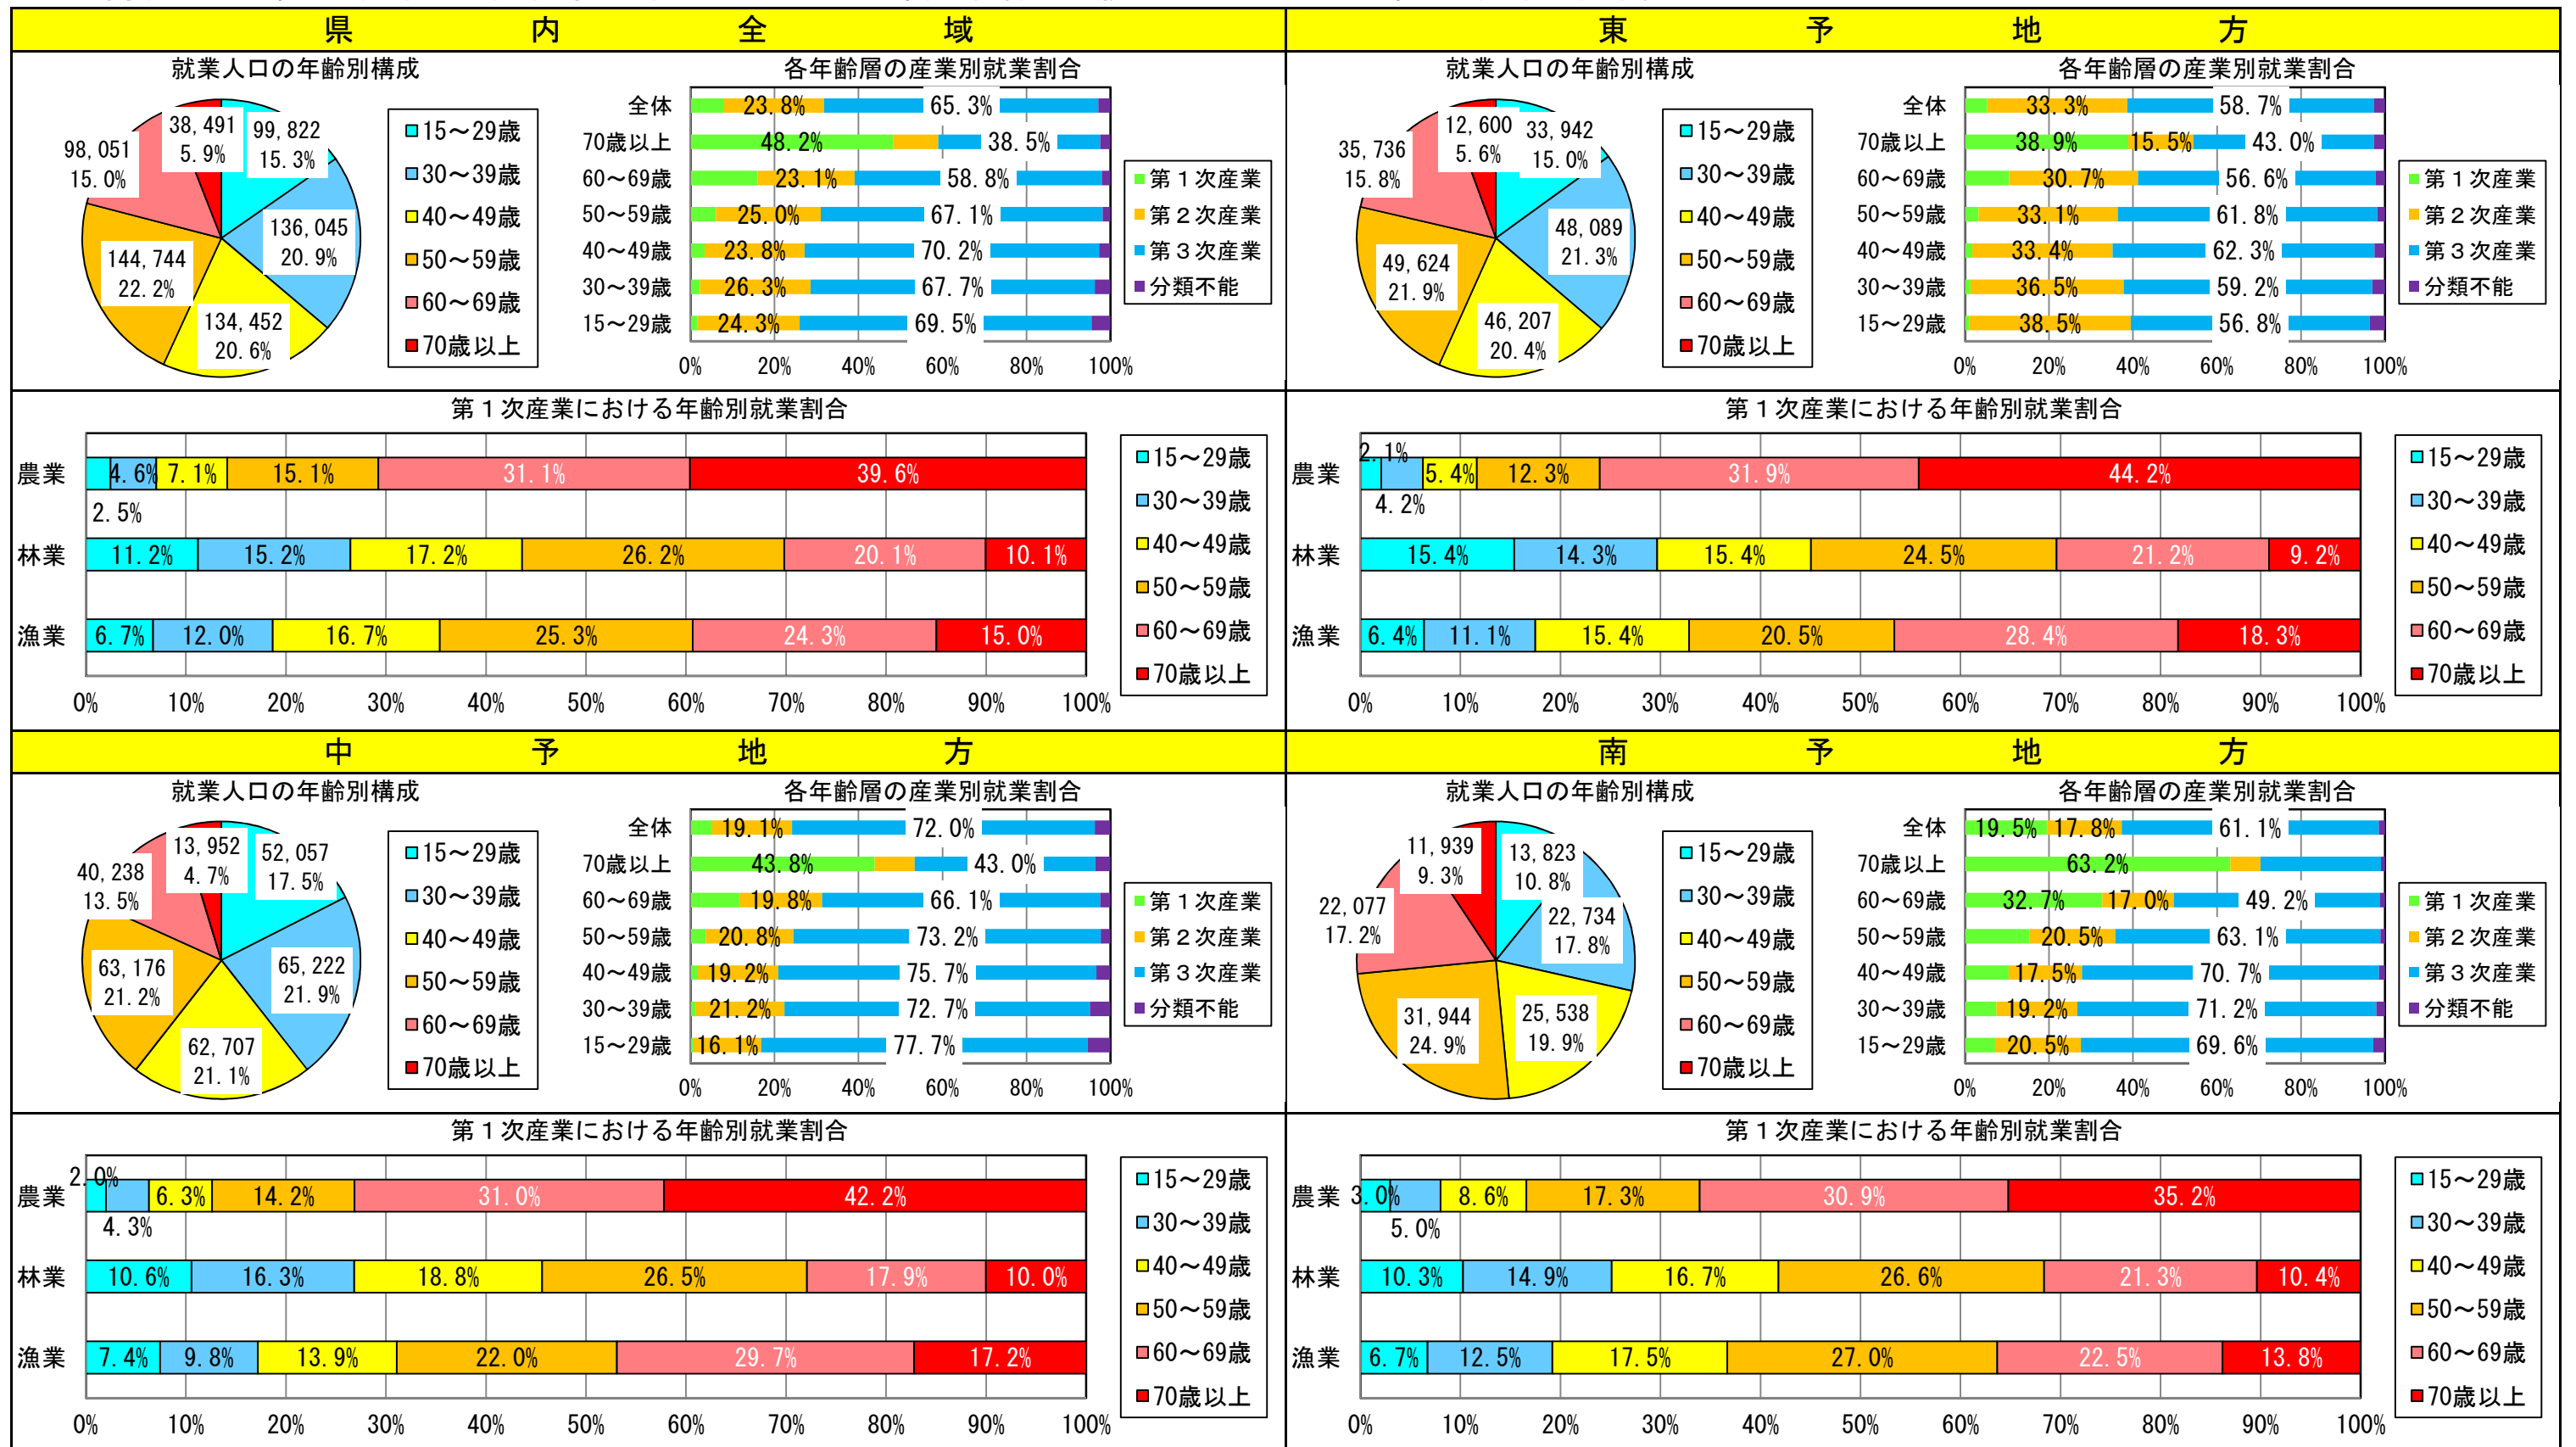 県内全域
就業人口の年齢別構成
38,491
5.9%
99,822
15.3%
98,051
15.0%
136,045
20.9%
144,744
22.2%
134,452
20.6%
15～29歳
30～39歳
40～49歳
50～59歳
60～69歳
70歳以上
各年齢層の産業別就業割合
全体 23.8% 65.3%
70歳以上 48.2% 38.5%
60～69歳 23.1% 58.8%
50～59歳 25.0% 67.1%
40～49歳 23.8% 70.2%
30～39歳 26.3% 67.7%
15～29歳 24.3% 69.5%
0% 20% 40% 60% 80% 100%
第１次産業
第２次産業
第３次産業
分類不能
第１次産業における年齢別就業割合
農業 4.6% 7.1% 15.1% 31.1% 39.6%
2.5%
林業 11.2% 15.2% 17.2% 26.2% 20.1% 10.1%
漁業 6.7% 12.0% 16.7% 25.3% 24.3% 15.0%
0% 10% 20% 30% 40% 50% 60% 70% 80% 90% 100%
15～29歳
30～39歳
40～49歳
50～59歳
60～69歳
70歳以上
東予地方
就業人口の年齢別構成
12,600
5.6%
33,942
15.0%
35,736
15.8%
48,089
21.3%
49,624
21.9%
46,207
20.4%
15～29歳
30～39歳
40～49歳
50～59歳
60～69歳
70歳以上
各年齢層の産業別就業割合
全体 33.3% 58.7%
70歳以上 38.9% 15.5% 43.0%
60～69歳 30.7% 56.6%
50～59歳 33.1% 61.8%
40～49歳 33.4% 62.3%
30～39歳 36.5% 59.2%
15～29歳 38.5% 56.8%
0% 20% 40% 60% 80% 100%
第１次産業
第２次産業
第３次産業
分類不能
第１次産業における年齢別就業割合
2.1%
農業 5.4% 12.3% 31.9% 44.2%
4.2%
林業 15.4% 14.3% 15.4% 24.5% 21.2% 9.2%
漁業 6.4% 11.1% 15.4% 20.5% 28.4% 18.3%
0% 10% 20% 30% 40% 50% 60% 70% 80% 90% 100%
15～29歳
30～39歳
40～49歳
50～59歳
60～69歳
70歳以上
中予地方
就業人口の年齢別構成
13,952
4.7%
52,057
17.5%
40,238
13.5%
65,222
21.9%
63,176
21.2%
62,707
21.1%
15～29歳
30～39歳
40～49歳
50～59歳
60～69歳
70歳以上
各年齢層の産業別就業割合
全体 19.1% 72.0%
70歳以上 43.8% 43.0%
60～69歳 19.8% 66.1%
50～59歳 20.8% 73.2%
40～49歳 19.2% 75.7%
30～39歳 21.2% 72.7%
15～29歳 16.1% 77.7%
0% 20% 40% 60% 80% 100%
第１次産業
第２次産業
第３次産業
分類不能
第１次産業における年齢別就業割合
2.0%
農業 6.3% 14.2% 31.0% 42.2%
4.3%
林業 10.6% 16.3% 18.8% 26.5% 17.9% 10.0%
漁業 7.4% 9.8% 13.9% 22.0% 29.7% 17.2%
0% 10% 20% 30% 40% 50% 60% 70% 80% 90% 100%
15～29歳
30～39歳
40～49歳
50～59歳
60～69歳
70歳以上
南予地方
就業人口の年齢別構成
11,939
9.3%
13,823
10.8%
22,077
17.2%
22,734
17.8%
31,944
24.9%
25,538
19.9%
15～29歳
30～39歳
40～49歳
50～59歳
60～69歳
70歳以上
各年齢層の産業別就業割合
全体 19.5% 17.8% 61.1%
70歳以上 63.2%
60～69歳 32.7% 17.0% 49.2%
50～59歳 20.5% 63.1%
40～49歳 17.5% 70.7%
30～39歳 19.2% 71.2%
15～29歳 20.5% 69.6%
0% 20% 40% 60% 80% 100%
第１次産業
第２次産業
第３次産業
分類不能
第１次産業における年齢別就業割合
農業 3.0% 8.6% 17.3% 30.9% 35.2%
5.0%
林業 10.3% 14.9% 16.7% 26.6% 21.3% 10.4%
漁業 6.7% 12.5% 17.5% 27.0% 22.5% 13.8%
0% 10% 20% 30% 40% 50% 60% 70% 80% 90% 100%
15～29歳
30～39歳
40～49歳
50～59歳
60～69歳
70歳以上